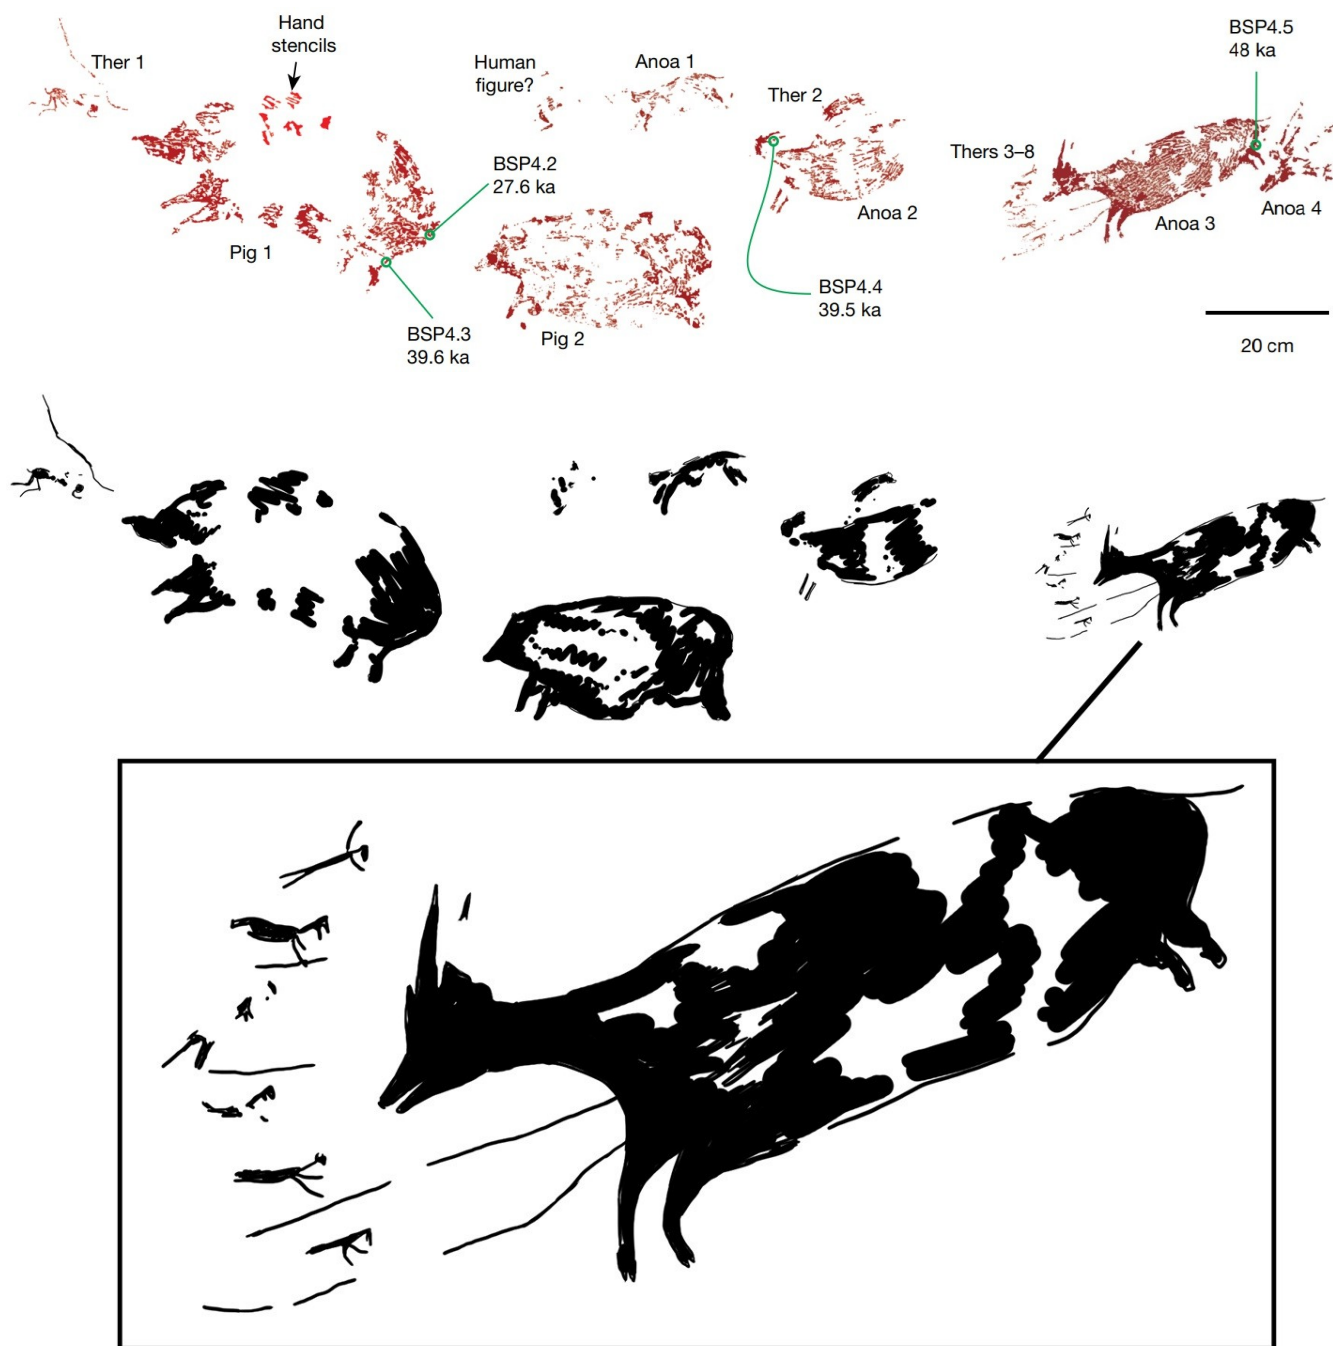 Hand
stencils
Ther 1
Human
figure?
Anoa 1
BSP4.5
48 ka
Ther 2
Thers 3–8
BSP4.2
27.6 ka
Pig 1
Anoa 2
Anoa 3
Anoa 4
BSP4.4
39.5 ka
BSP4.3
39.6 ka
Pig 2
20 cm